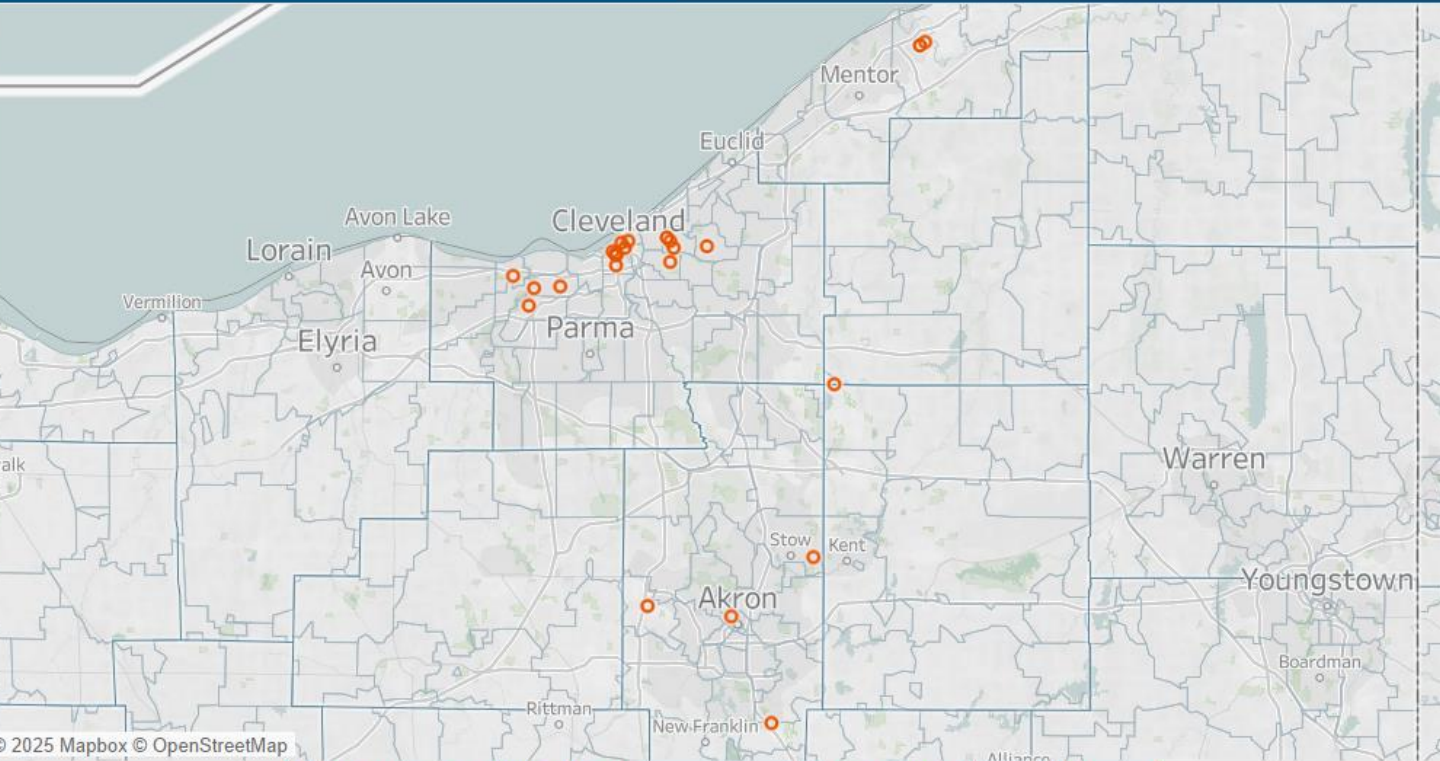 Mentor
Euclid
Avon Lake
Cleveland
Lorain
Avon
Vermilion
Parma
Elyria
alk
Warren
Stow
Kent
Youngstown
Akron
Boardman
Rittman
New Franklin
© 2025 Mapbox © OpenStreetMap
Alliance